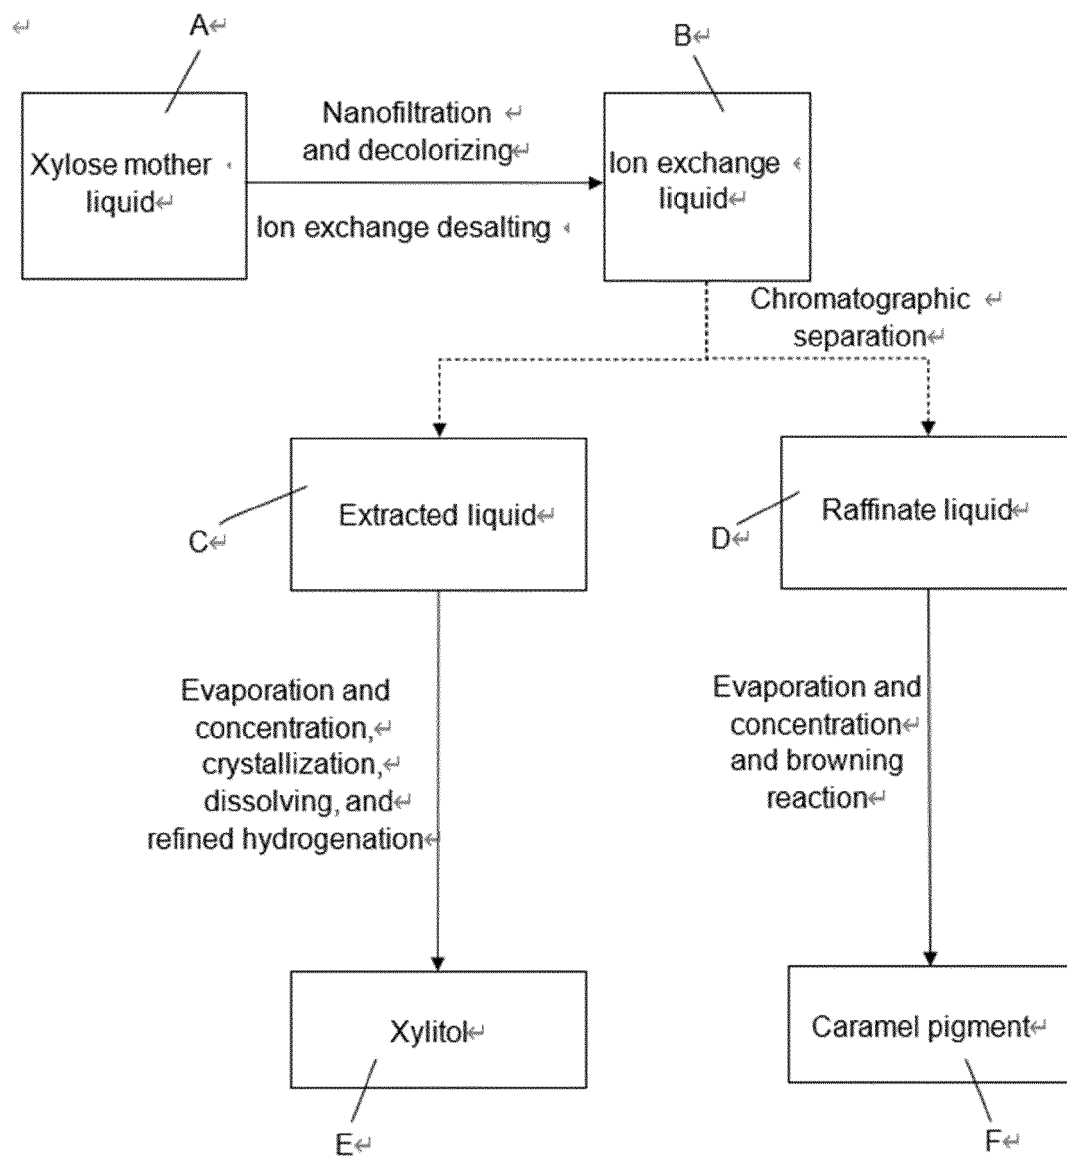 A
B
Xylose mother
liquid
Nanofiltration
and decolorizing
Ion exchange desalting
Ion exchange
liquid
Chromatographic
separation
Extracted liquid
C
Raffinate liquid
D
Evaporation and
concentration,
crystallization,
dissolving, and
refined hydrogenation
Evaporation and
concentration
and browning
reaction
Xylitol
Caramel pigment
E
F